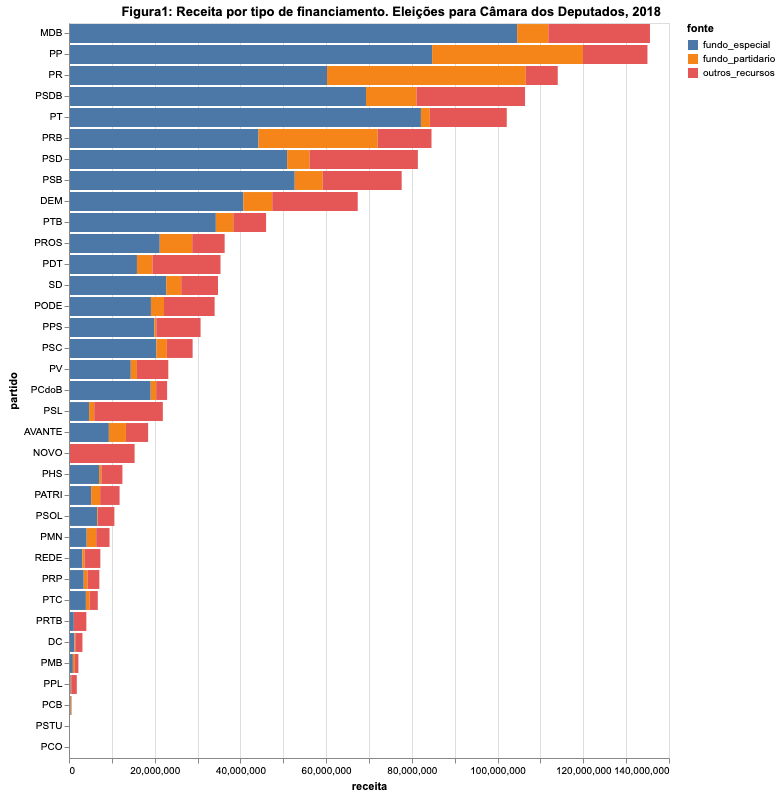 Figura1: Receita por tipo de financiamento. Eleições para Câmara dos Deputados, 2018
fonte
fundo_especial
fundo_partidario
outros_recursos
partido
MDB
PP
PR
PSDB
PT
PRB
PSD
PSB
DEM
PTB
PROS
PDT
SD
PODE
PPS
PSC
PV
PCdoB
PSL
AVANTE
NOVO
PHS
PATRI
PSOL
PMN
REDE
PRP
PTC
PRTB
DC
PMB
PPL
PCB
PSTU
PCO
0 20,000,000 40,000,000 60,000,000 80,000,000 100,000,000 120,000,000 140,000,000
receita